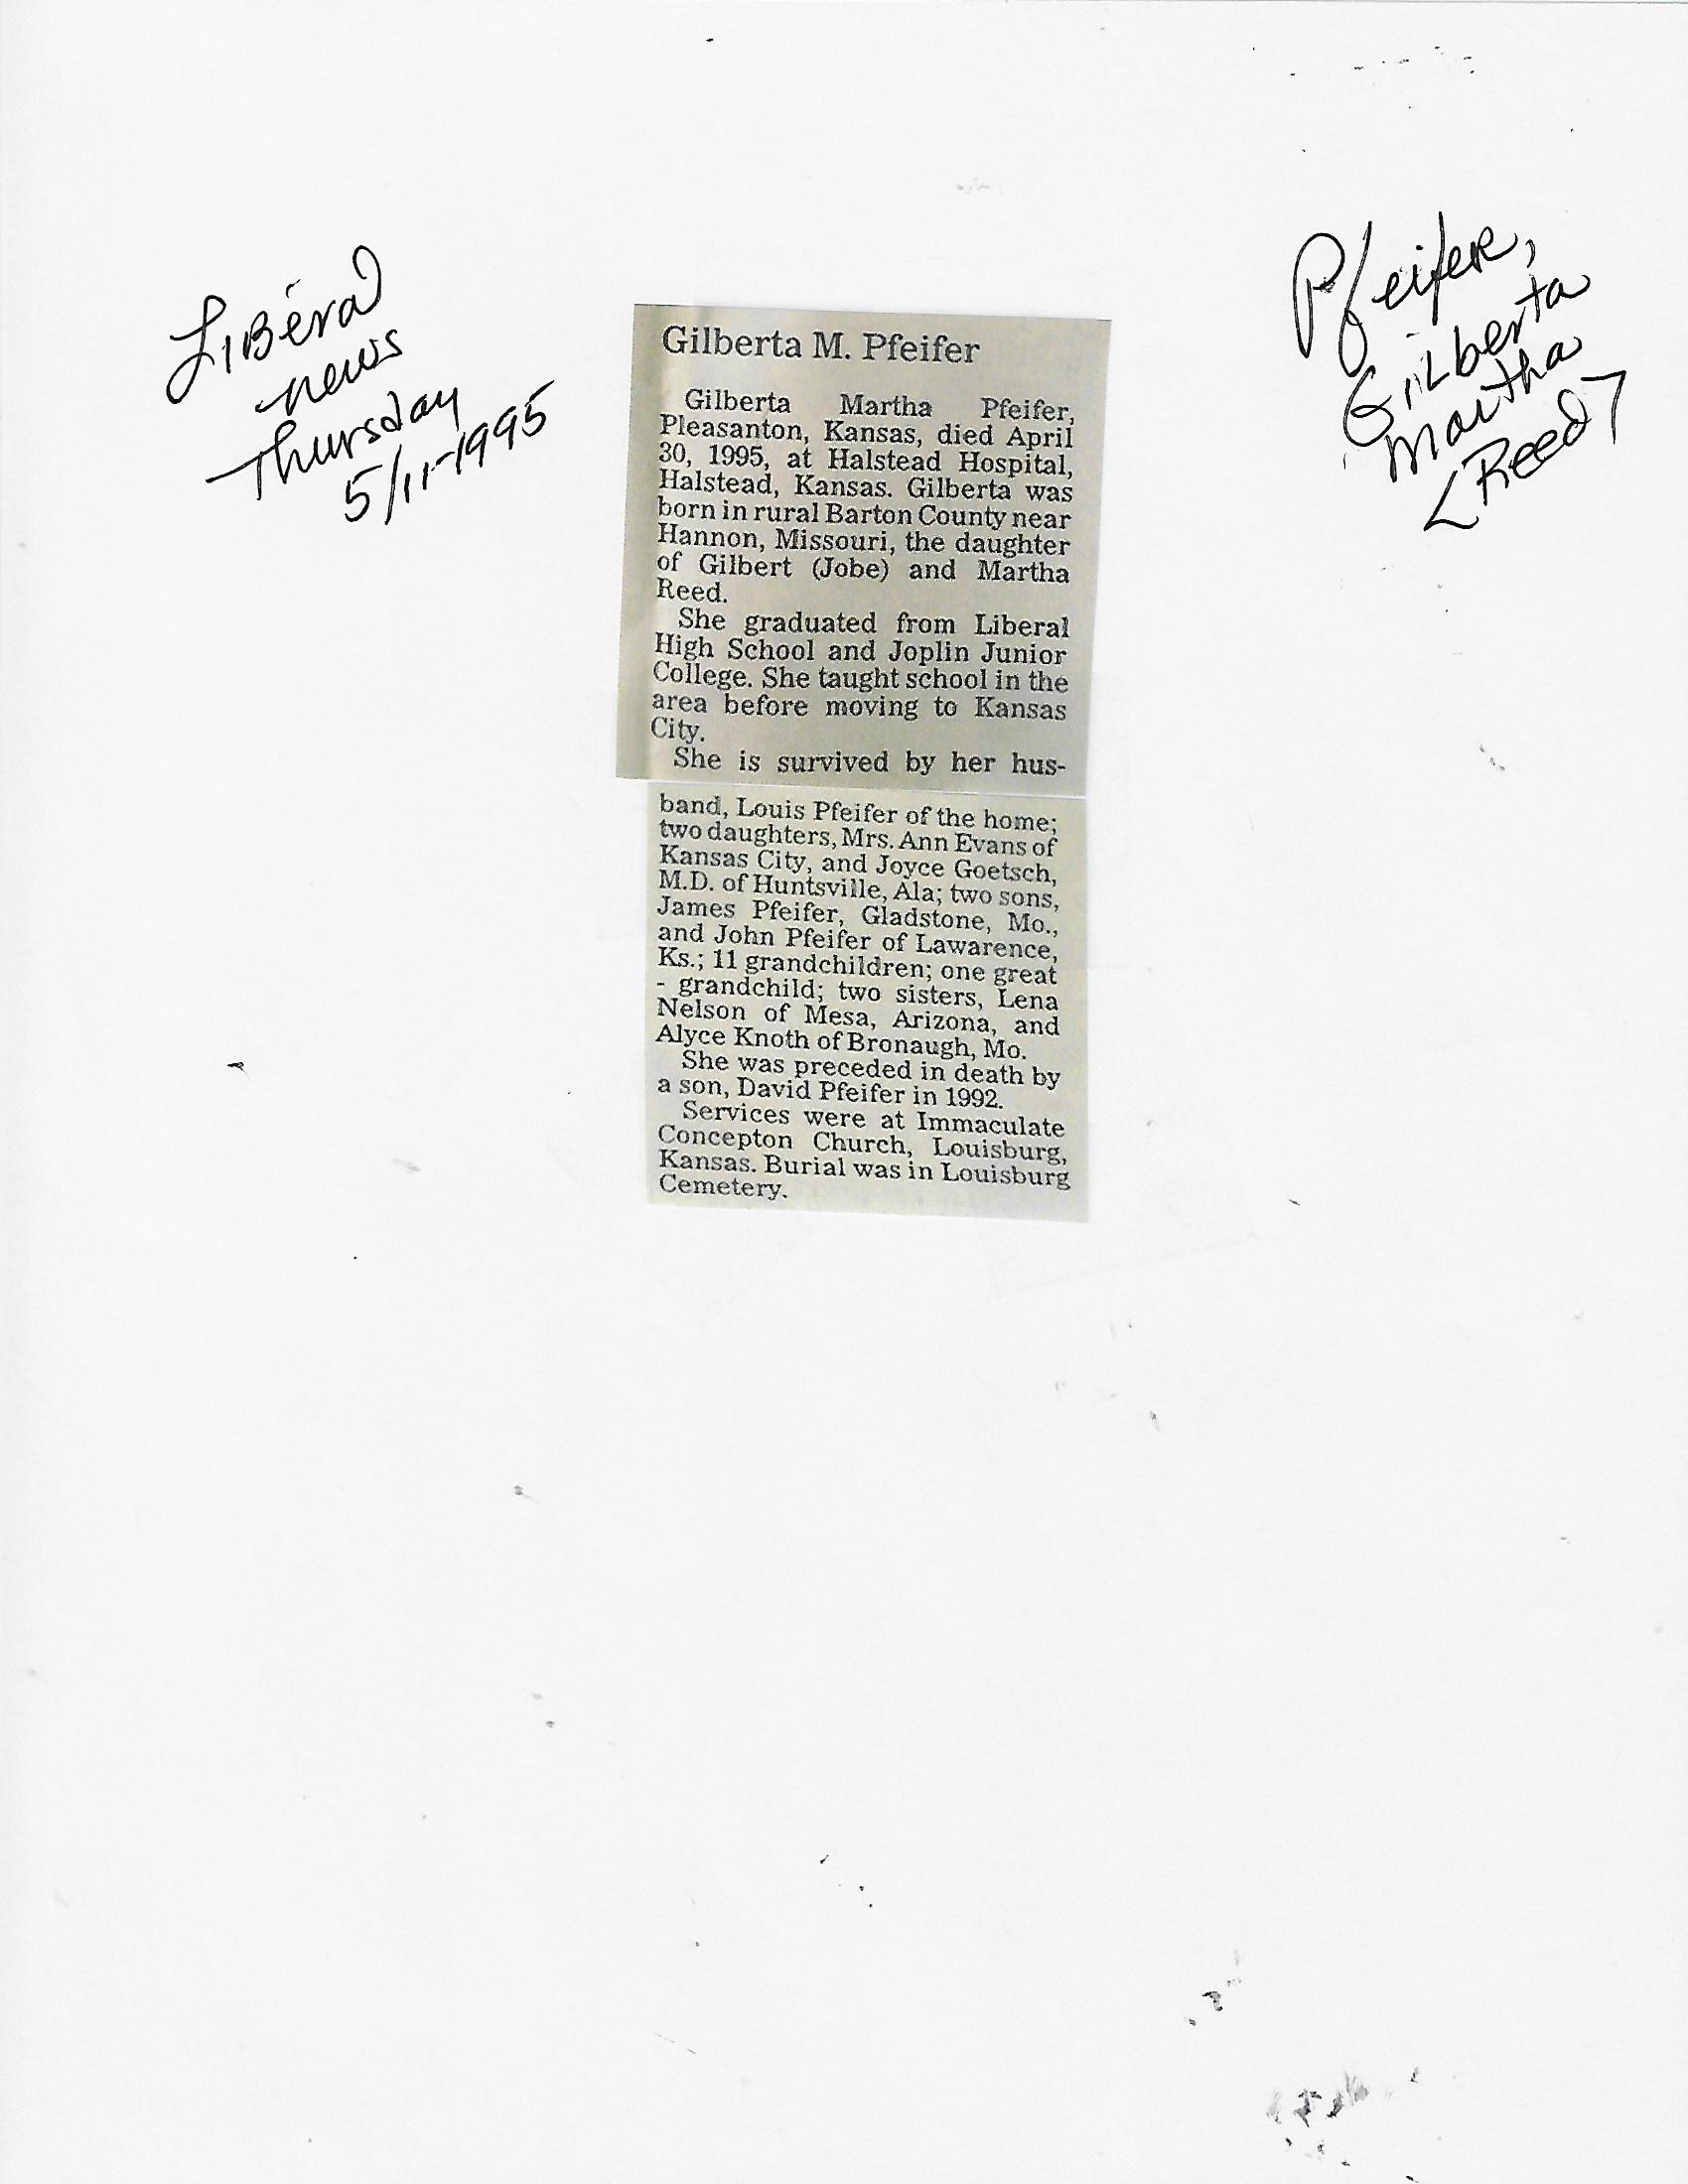 Liberal
news
Thursday
5/11-1995
Pfeifer,
Gilberta
Martha
<Reed>
Gilberta M. Pfeifer
Gilberta Martha Pfeifer,
Pleasanton, Kansas, died April
30, 1995, at Halstead Hospital,
Halstead, Kansas. Gilberta was
born in rural Barton County near
Hannon, Missouri, the daughter
of Gilbert (Jobe) and Martha
Reed.
She graduated from Liberal
High School and Joplin Junior
College. She taught school in the
area before moving to Kansas
City.
She is survived by her hus-
band, Louis Pfeifer of the home;
two daughters, Mrs. Ann Evans of
Kansas City, and Joyce Goetsch,
M.D. of Huntsville, Ala; two sons,
James Pfeifer, Gladstone, Mo.,
and John Pfeifer of Lawarence,
Ks.; 11 grandchildren; one great
- grandchild; two sisters, Lena
Nelson of Mesa, Arizona, and
Alyce Knoth of Bronaugh, Mo.
She was preceded in death by
a son, David Pfeifer in 1992.
Services were at Immaculate
Concepton Church, Louisburg,
Kansas. Burial was in Louisburg
Cemetery.